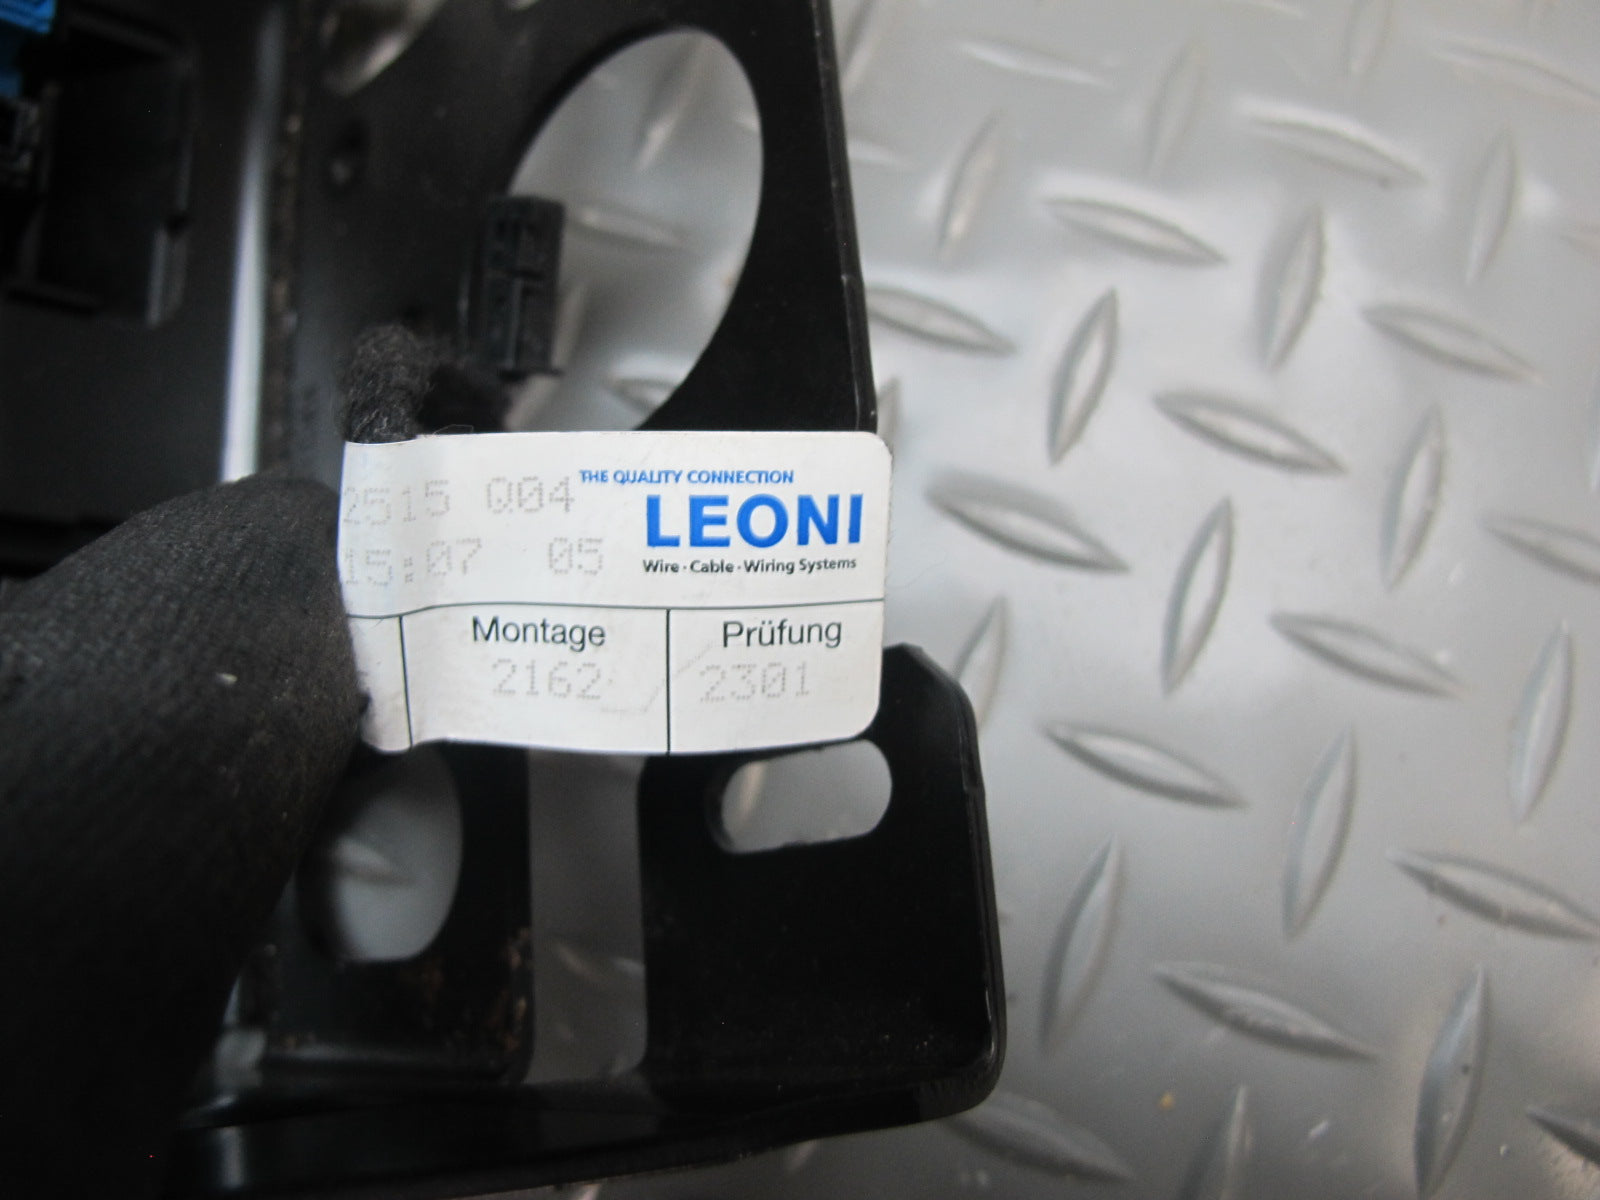 2515 Q04
THE QUALITY CONNECTION
LEONI
15:07 05
Wire · Cable · Wiring Systems
Montage
Prüfung
2162
2301